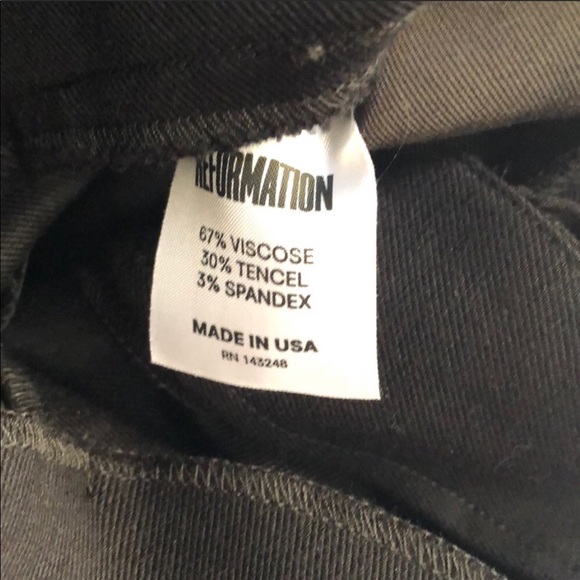 REFORMATION
67% VISCOSE
30% TENCEL
3% SPANDEX
MADE IN USA
RN 143248